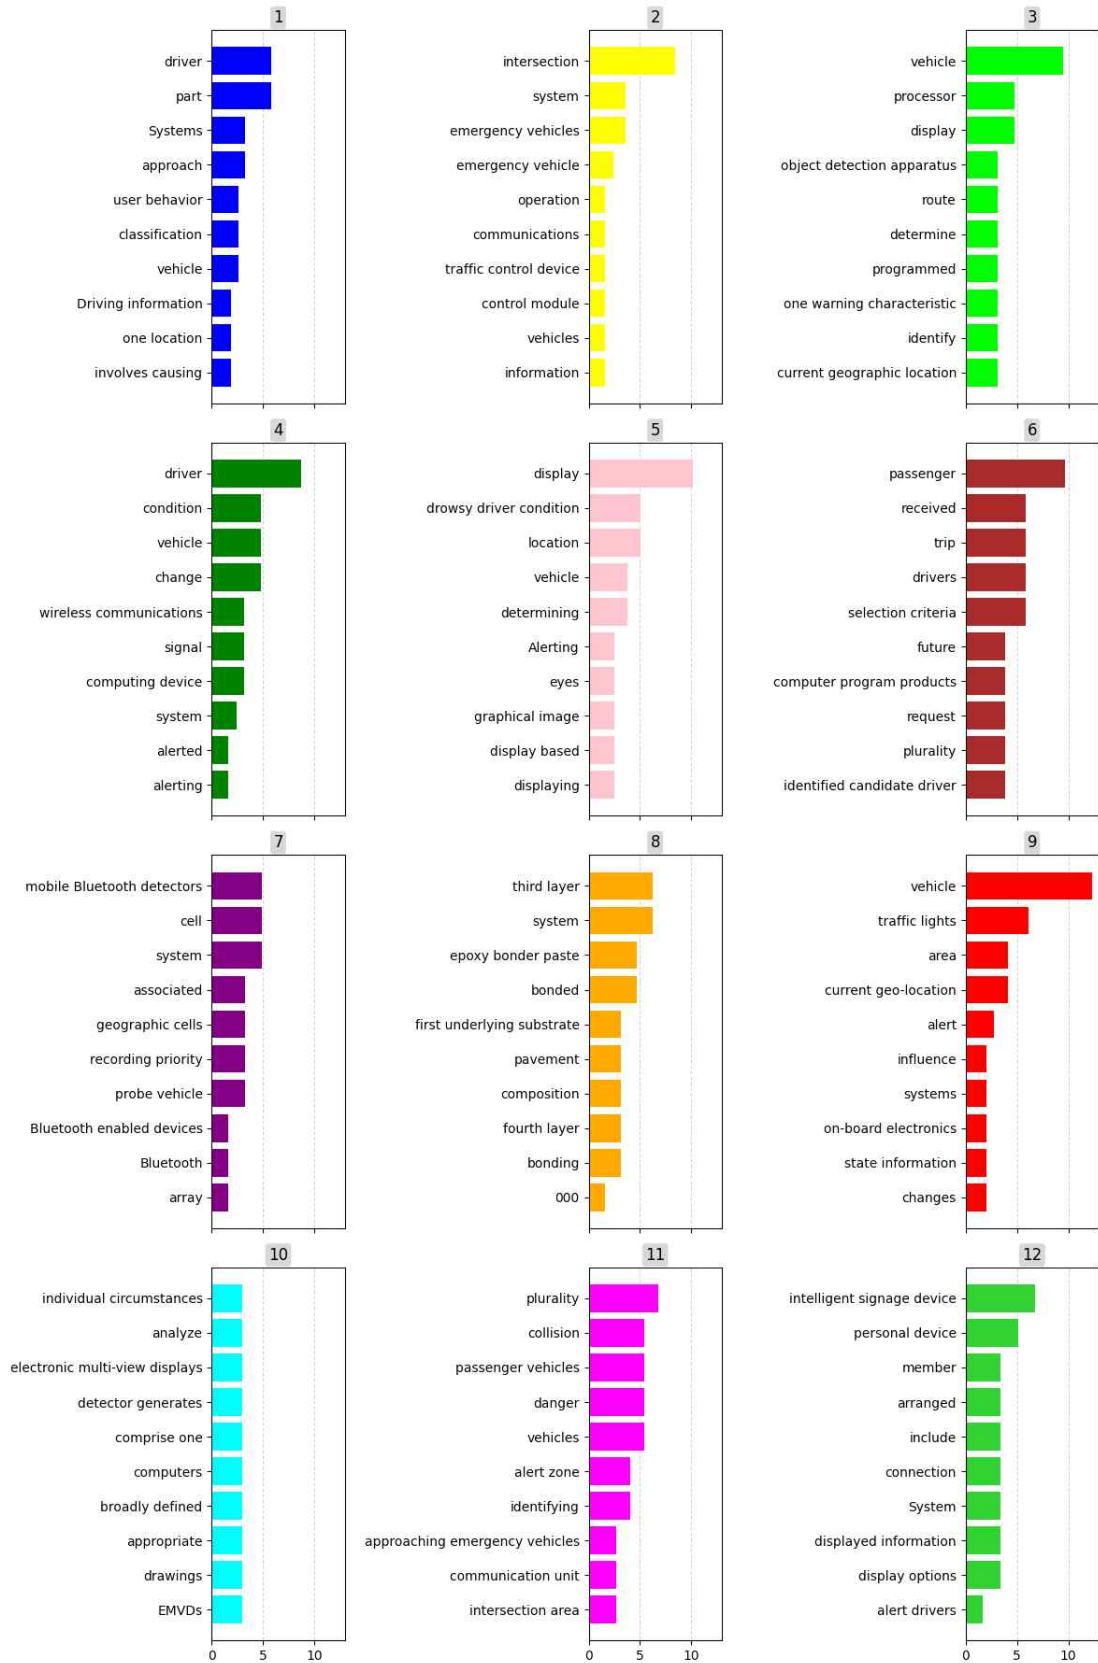 1
driver
part
Systems
approach
user behavior
classification
vehicle
Driving information
one location
involves causing
2
intersection
system
emergency vehicles
emergency vehicle
operation
communications
traffic control device
control module
vehicles
information
3
vehicle
processor
display
object detection apparatus
route
determine
programmed
one warning characteristic
identify
current geographic location
4
driver
condition
vehicle
change
wireless communications
signal
computing device
system
alerted
alerting
5
display
drowsy driver condition
location
vehicle
determining
Alerting
eyes
graphical image
display based
displaying
6
passenger
received
trip
drivers
selection criteria
future
computer program products
request
plurality
identified candidate driver
7
mobile Bluetooth detectors
cell
system
associated
geographic cells
recording priority
probe vehicle
Bluetooth enabled devices
Bluetooth
array
8
third layer
system
epoxy bonder paste
bonded
first underlying substrate
pavement
composition
fourth layer
bonding
000
9
vehicle
traffic lights
area
current geo-location
alert
influence
systems
on-board electronics
state information
changes
10
individual circumstances
analyze
electronic multi-view displays
detector generates
comprise one
computers
broadly defined
appropriate
drawings
EMVDs
0 5 10
11
plurality
collision
passenger vehicles
danger
vehicles
alert zone
identifying
approaching emergency vehicles
communication unit
intersection area
0 5 10
12
intelligent signage device
personal device
member
arranged
include
connection
System
displayed information
display options
alert drivers
0 5 10